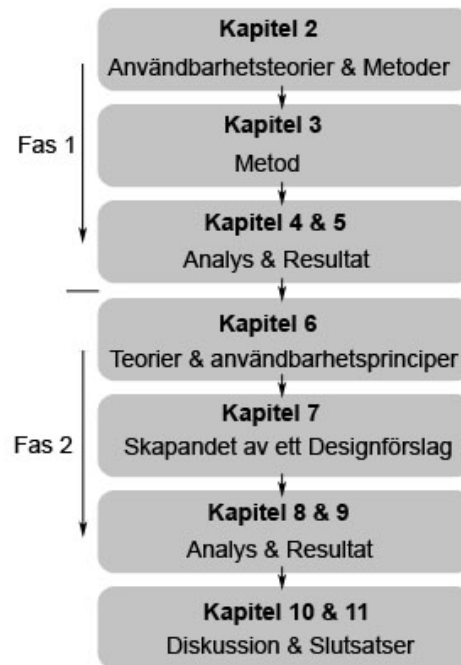 Kapitel 2
Användbarhetsteorier & Metoder
Fas 1
Kapitel 3
Metod
Kapitel 4 & 5
Analys & Resultat
Kapitel 6
Teorier & användbarhetsprinciper
Fas 2
Kapitel 7
Skapandet av ett Designförslag
Kapitel 8 & 9
Analys & Resultat
Kapitel 10 & 11
Diskussion & Slutsatser